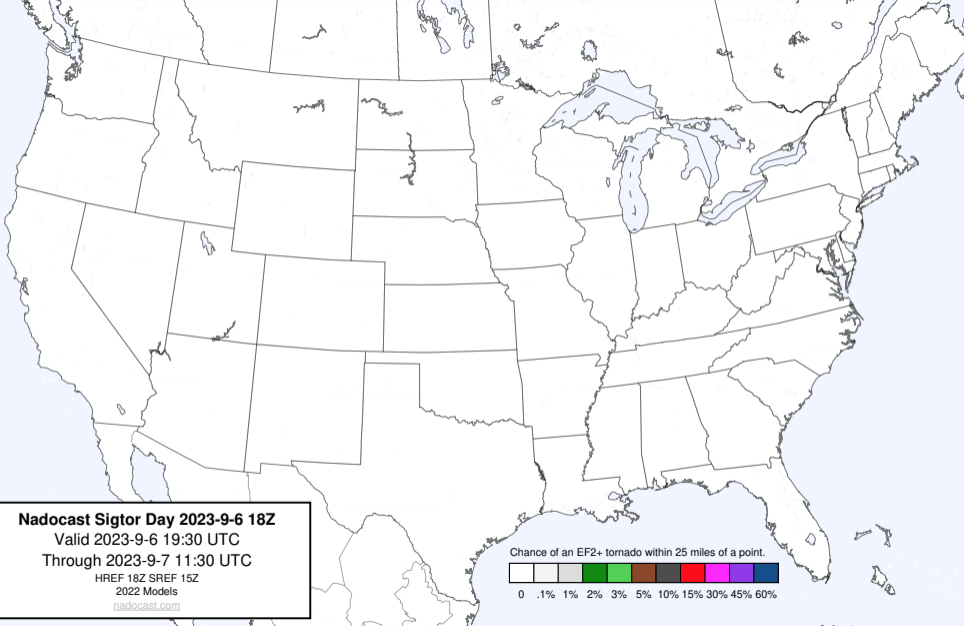 Nadocast Sigtor Day 2023-9-6 18Z
Valid 2023-9-6 19:30 UTC
Through 2023-9-7 11:30 UTC
HREF 18Z SREF 15Z
2022 Models
nadocast.com
Chance of an EF2+ tornado within 25 miles of a point.
0 .1% 1% 2% 3% 5% 10% 15% 30% 45% 60%